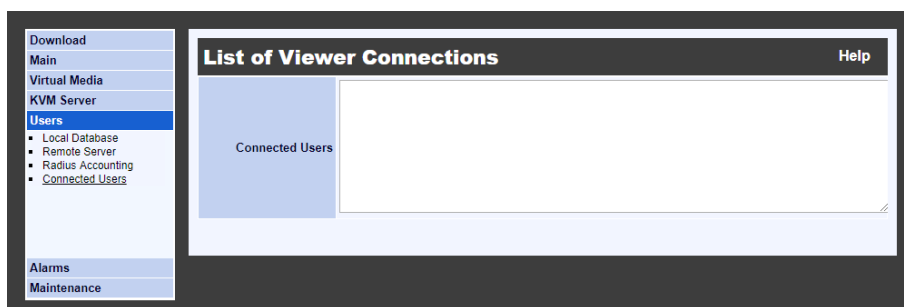 Download
Main
Virtual Media
KVM Server
Users
Local Database
Remote Server
Radius Accounting
Connected Users
Alarms
Maintenance
List of Viewer Connections
Help
Connected Users